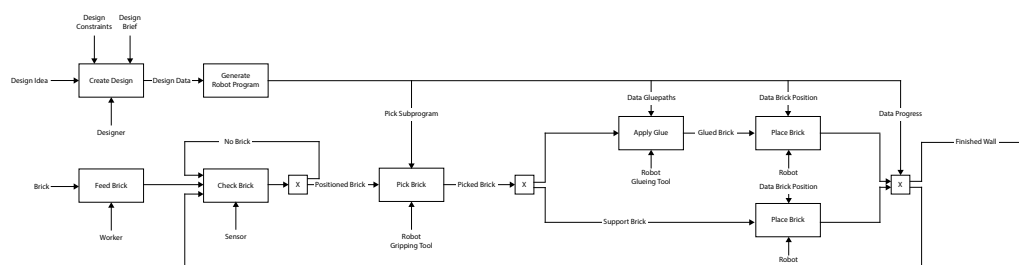 Design
Constraints
Design
Brief
Design Idea
Create Design
Design Data
Generate
Robot Program
Designer
Data Gluepaths
Data Brick Position
Data Progress
Pick Subprogram
No Brick
Apply Glue
Glued Brick
Place Brick
Finished Wall
Brick
Feed Brick
Check Brick
X
Positioned Brick
Pick Brick
Picked Brick
X
Robot
Glueing Tool
Robot
Data Brick Position
X
Worker
Sensor
Robot
Gripping Tool
Support Brick
Place Brick
Robot